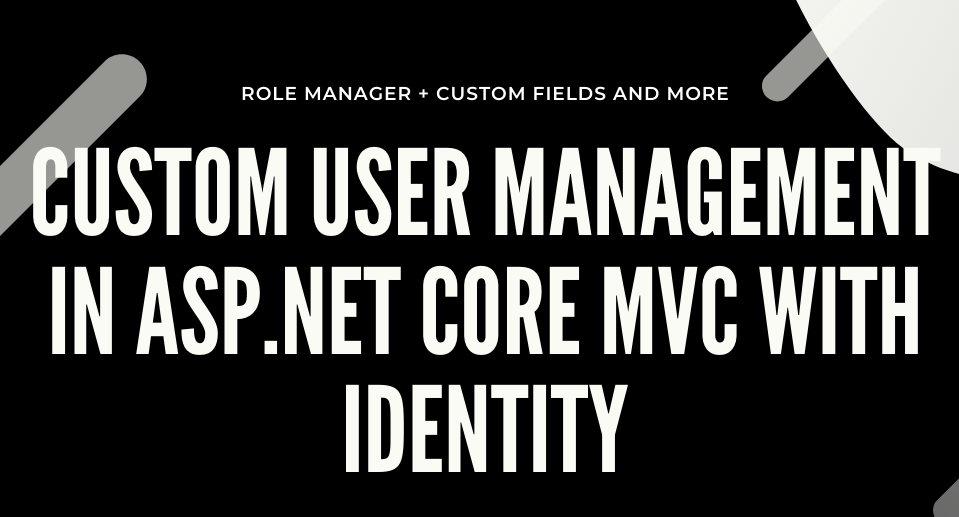 ROLE MANAGER + CUSTOM FIELDS AND MORE
CUSTOM USER MANAGEMENT
IN ASP.NET CORE MVC WITH
IDENTITY